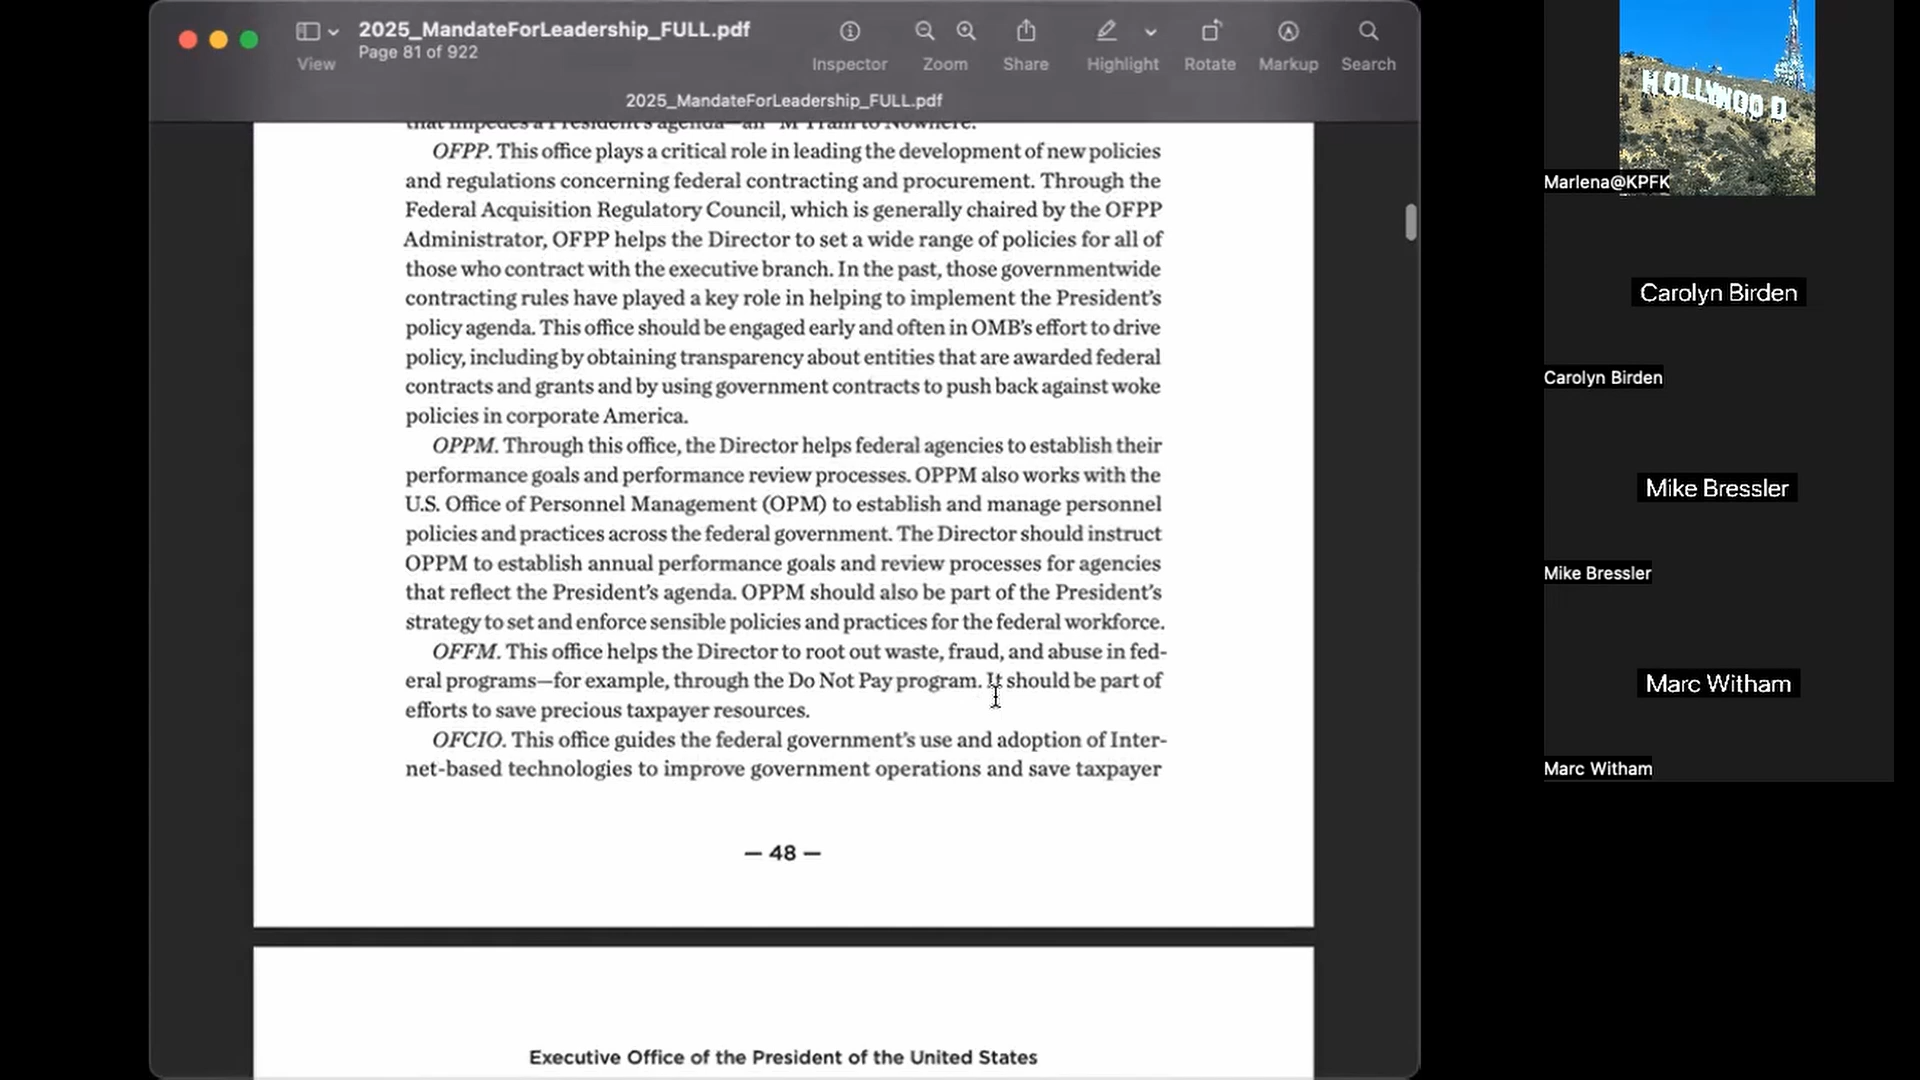 2025_MandateForLeadership_FULL.pdf
Page 81 of 922
View
Inspector
Zoom
Share
Highlight
Rotate
Markup
Search
2025_MandateForLeadership_FULL.pdf
that impedes a President's agenda—an "M Train to Nowhere."
OFPP. This office plays a critical role in leading the development of new policies
and regulations concerning federal contracting and procurement. Through the
Federal Acquisition Regulatory Council, which is generally chaired by the OFPP
Administrator, OFPP helps the Director to set a wide range of policies for all of
those who contract with the executive branch. In the past, those governmentwide
contracting rules have played a key role in helping to implement the President's
policy agenda. This office should be engaged early and often in OMB's effort to drive
policy, including by obtaining transparency about entities that are awarded federal
contracts and grants and by using government contracts to push back against woke
policies in corporate America.
OPPM. Through this office, the Director helps federal agencies to establish their
performance goals and performance review processes. OPPM also works with the
U.S. Office of Personnel Management (OPM) to establish and manage personnel
policies and practices across the federal government. The Director should instruct
OPPM to establish annual performance goals and review processes for agencies
that reflect the President's agenda. OPPM should also be part of the President's
strategy to set and enforce sensible policies and practices for the federal workforce.
OFFM. This office helps the Director to root out waste, fraud, and abuse in fed-
eral programs—for example, through the Do Not Pay program. It should be part of
efforts to save precious taxpayer resources.
OFCIO. This office guides the federal government's use and adoption of Inter-
net-based technologies to improve government operations and save taxpayer
— 48 —
Executive Office of the President of the United States
HOLLYWOOD
Marlena@KPFK
Carolyn Birden
Carolyn Birden
Mike Bressler
Mike Bressler
Marc Witham
Marc Witham